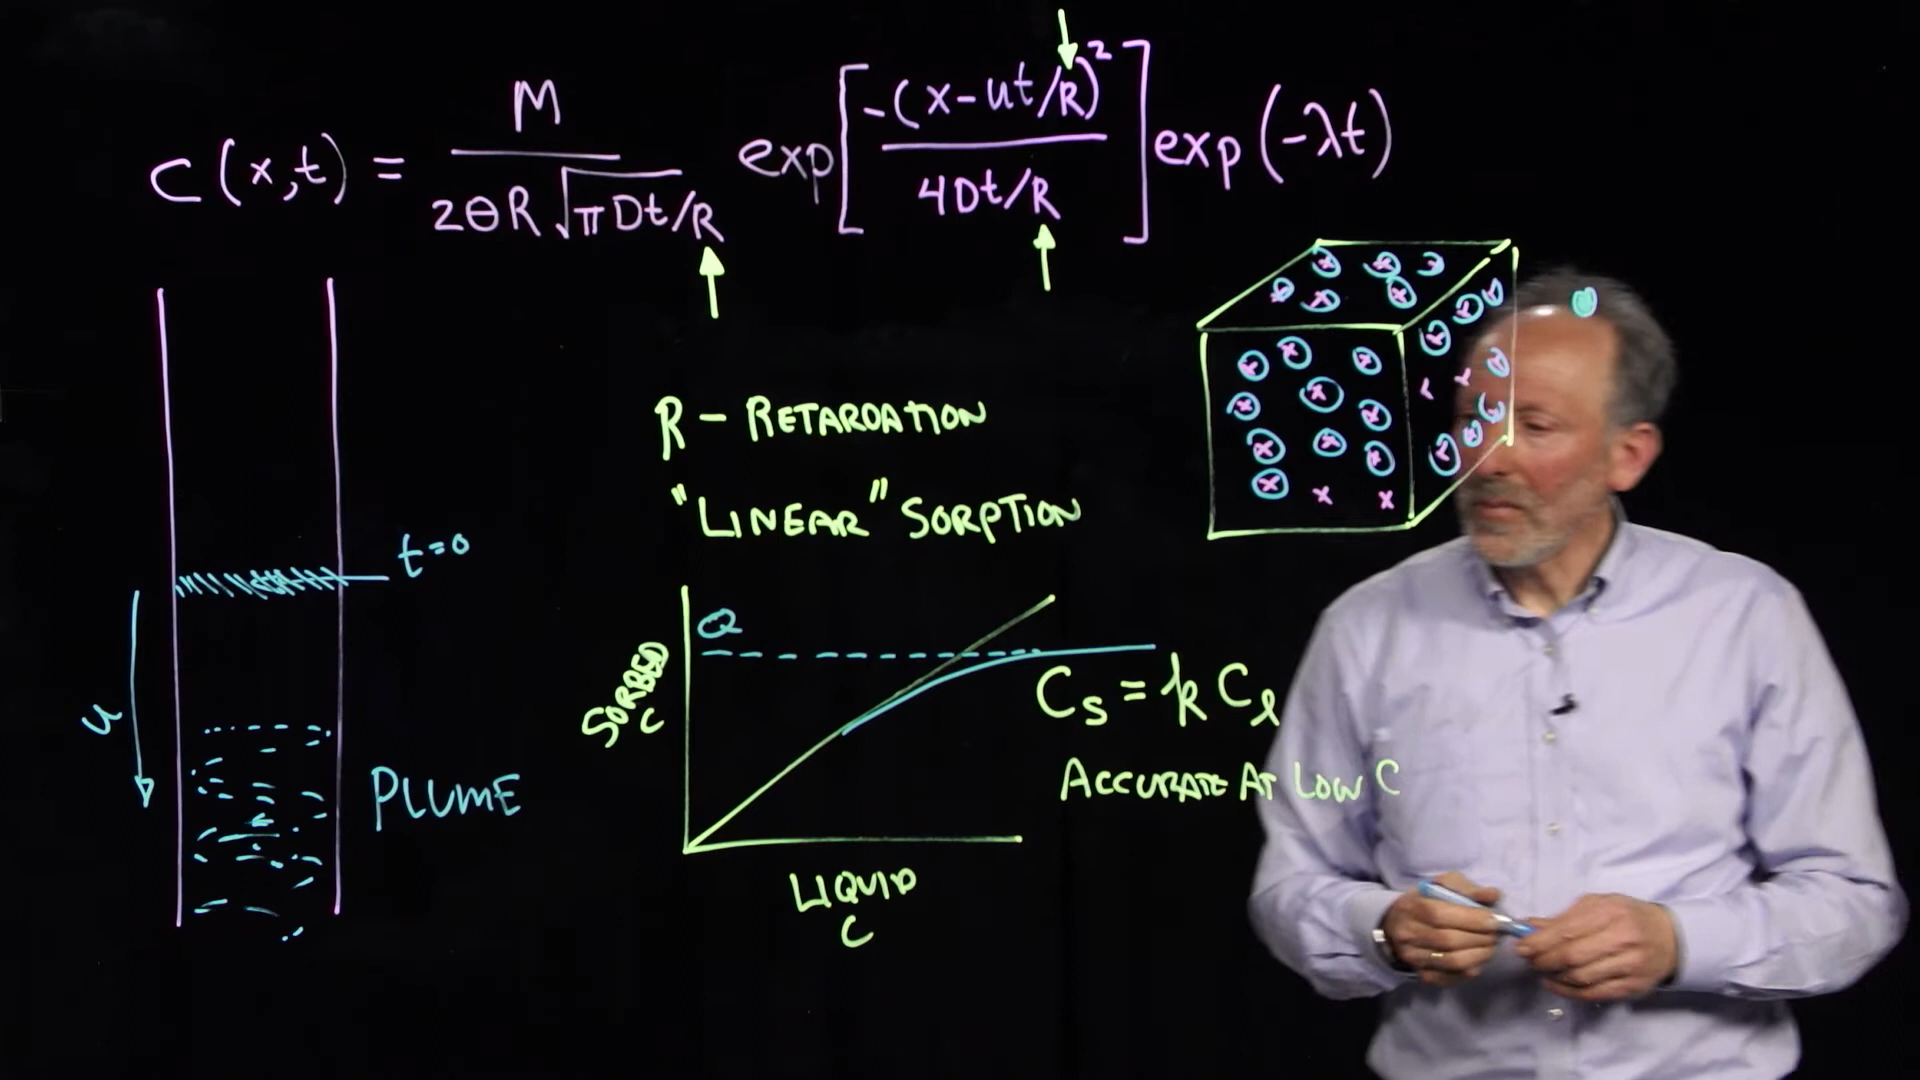 C(x,t) = M / 2θR√πDt/R exp[-(x-ut/R)² / 4Dt/R] exp(-λt)
R - RETARDATION
"LINEAR" SORPTION
t=0
u
PLUME
Q
SORBED C
LIQUID C
Cs = k Cl
ACCURATE AT LOW C